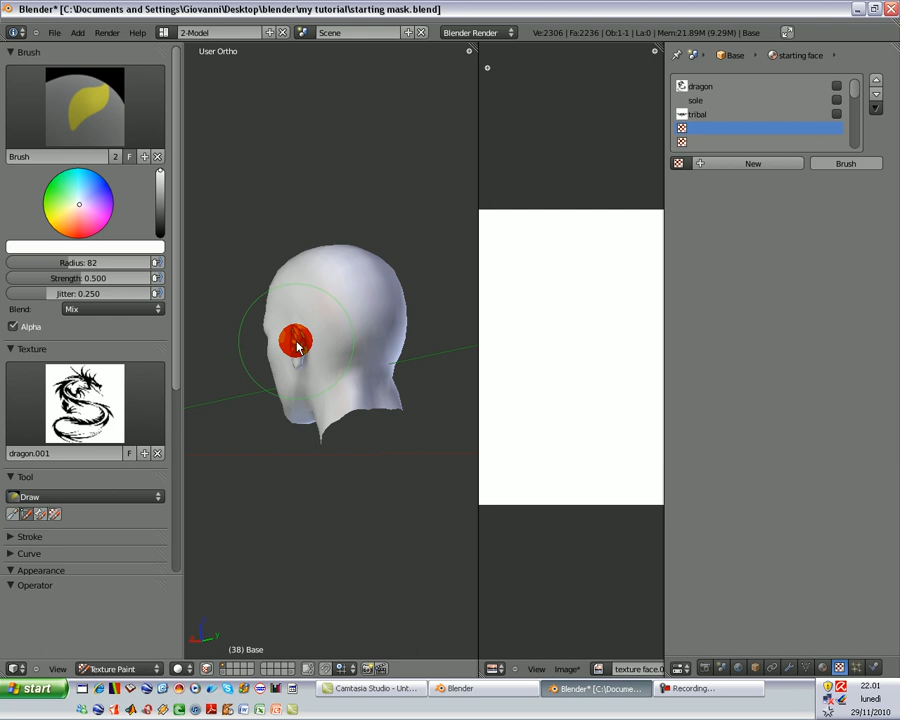 Blender* [C:\Documents and Settings\Giovanni\Desktop\blender\my tutorial\starting mask.blend]
File Add Render Help 2-Model Scene Blender Render Ve:2306 | Fa:2236 | Ob:1-1 | La:0 | Mem:21.89M (9.29M) | Base
Brush
Brush 2 F
Radius: 82
Strength: 0.500
Jitter: 0.250
Blend: Mix
Alpha
Texture
dragon.001 F
Tool
Draw
Stroke
Curve
Appearance
Operator
User Ortho
(38) Base
View Texture Paint
View Image* texture face.0
Base starting face
dragon
sole
tribal
New Brush
start Camtasia Studio - Unt... Blender Blender* [C:\Docume... Recording...
22.01
lunedì
29/11/2010